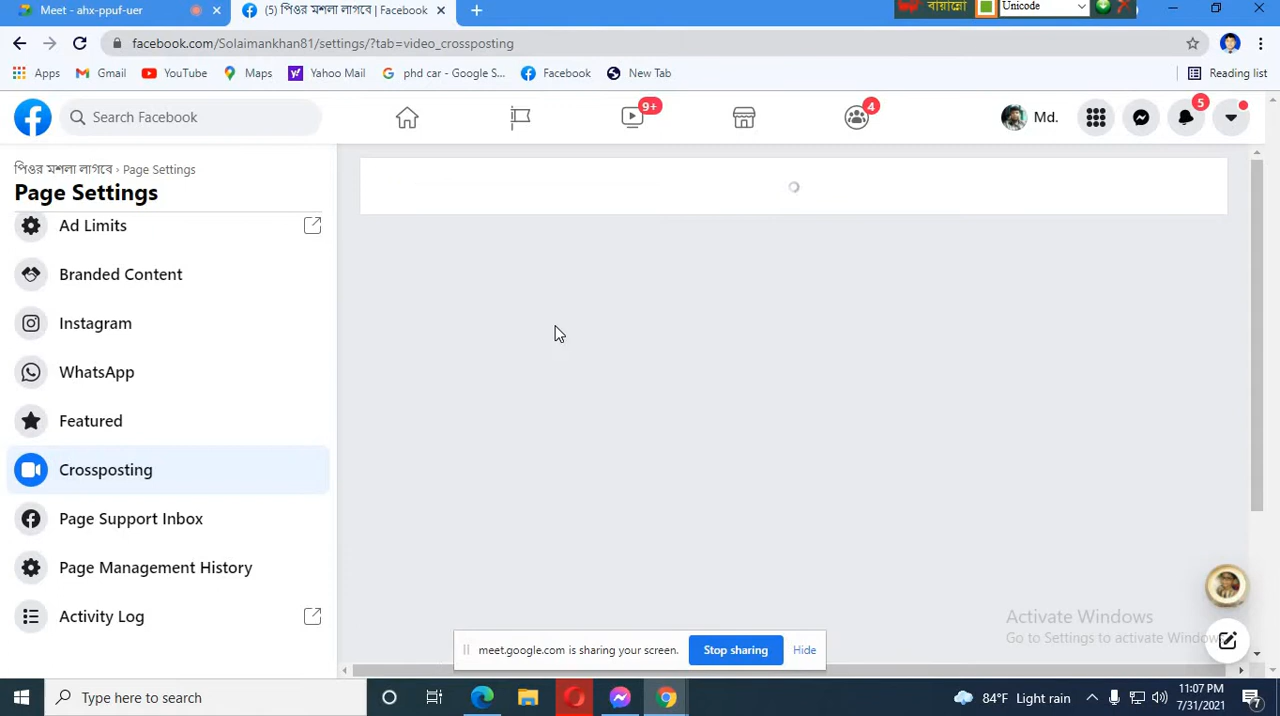 Meet - ahx-ppuf-uer
(5) পিওর মশলা লাগবে | Facebook
বায়ান্নো
Unicode
facebook.com/Solaimankhan81/settings/?tab=video_crossposting
Apps
Gmail
YouTube
Maps
Yahoo Mail
phd car - Google S...
Facebook
New Tab
Reading list
Search Facebook
9+
4
Md.
5
পিওর মশলা লাগবে › Page Settings
Page Settings
Ad Limits
Branded Content
Instagram
WhatsApp
Featured
Crossposting
Page Support Inbox
Page Management History
Activity Log
Activate Windows
Go to Settings to activate Windows.
meet.google.com is sharing your screen.
Stop sharing
Hide
Type here to search
84°F Light rain
11:07 PM
7/31/2021
7